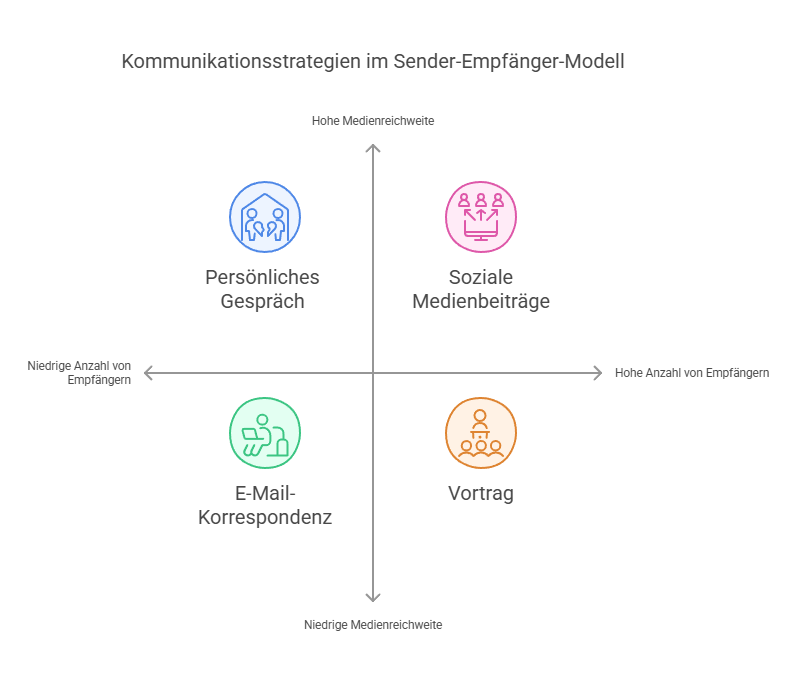 Kommunikationsstrategien im Sender-Empfänger-Modell
Hohe Medienreichweite
Persönliches
Gespräch
Soziale
Medienbeiträge
Niedrige Anzahl von
Empfängern
Hohe Anzahl von Empfängern
E-Mail-
Korrespondenz
Vortrag
Niedrige Medienreichweite